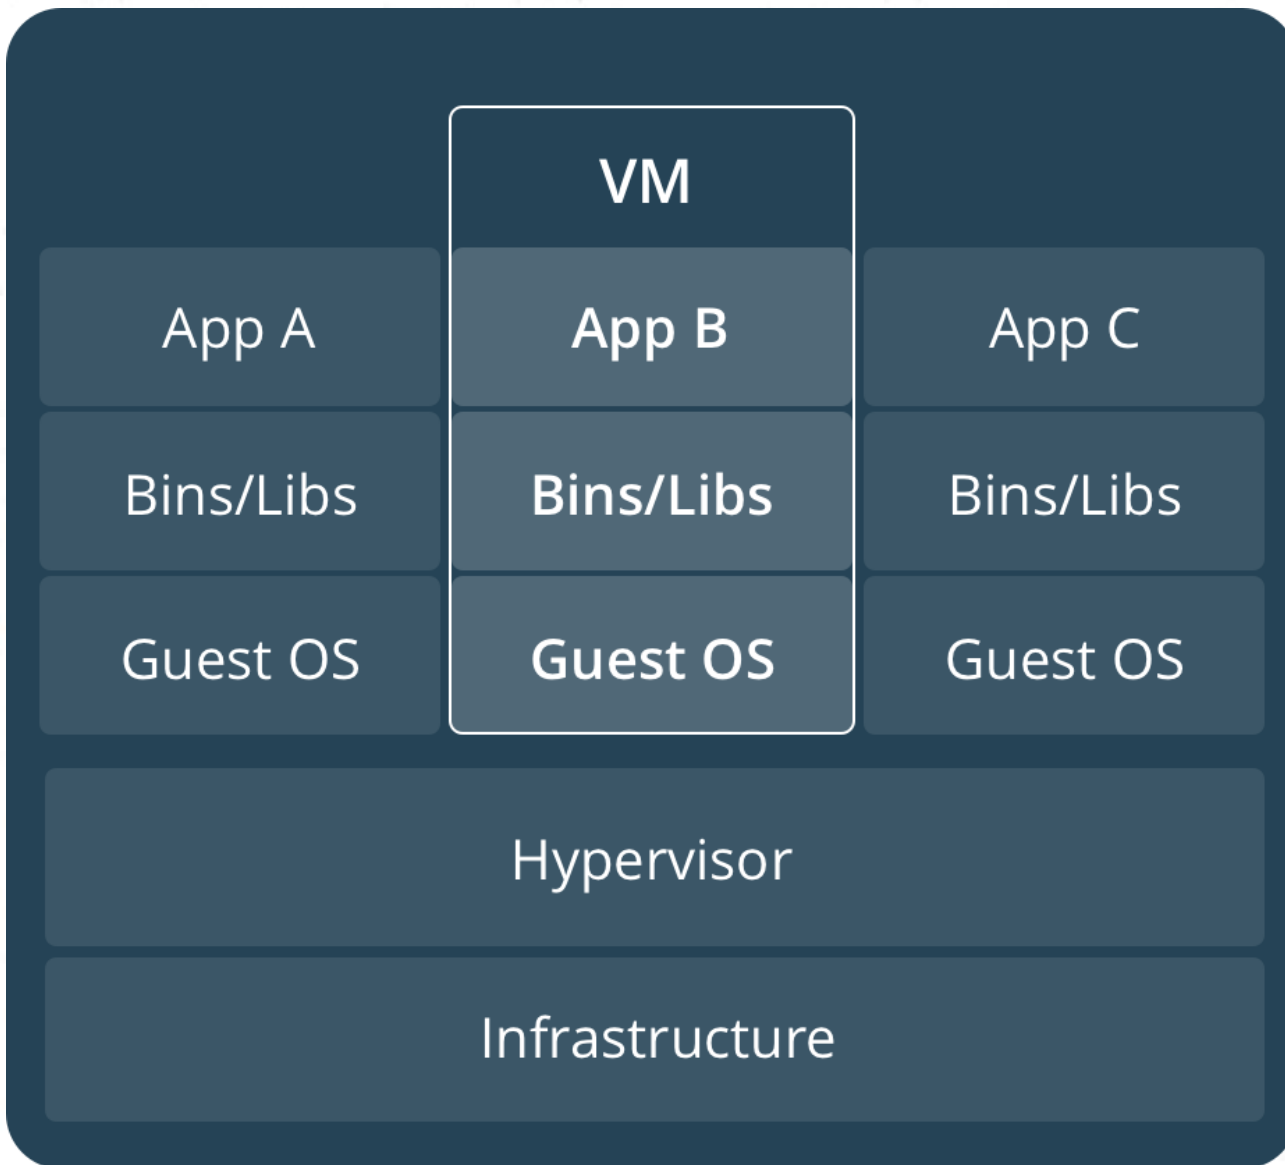 VM
App A
App B
App C
Bins/Libs
Bins/Libs
Bins/Libs
Guest OS
Guest OS
Guest OS
Hypervisor
Infrastructure